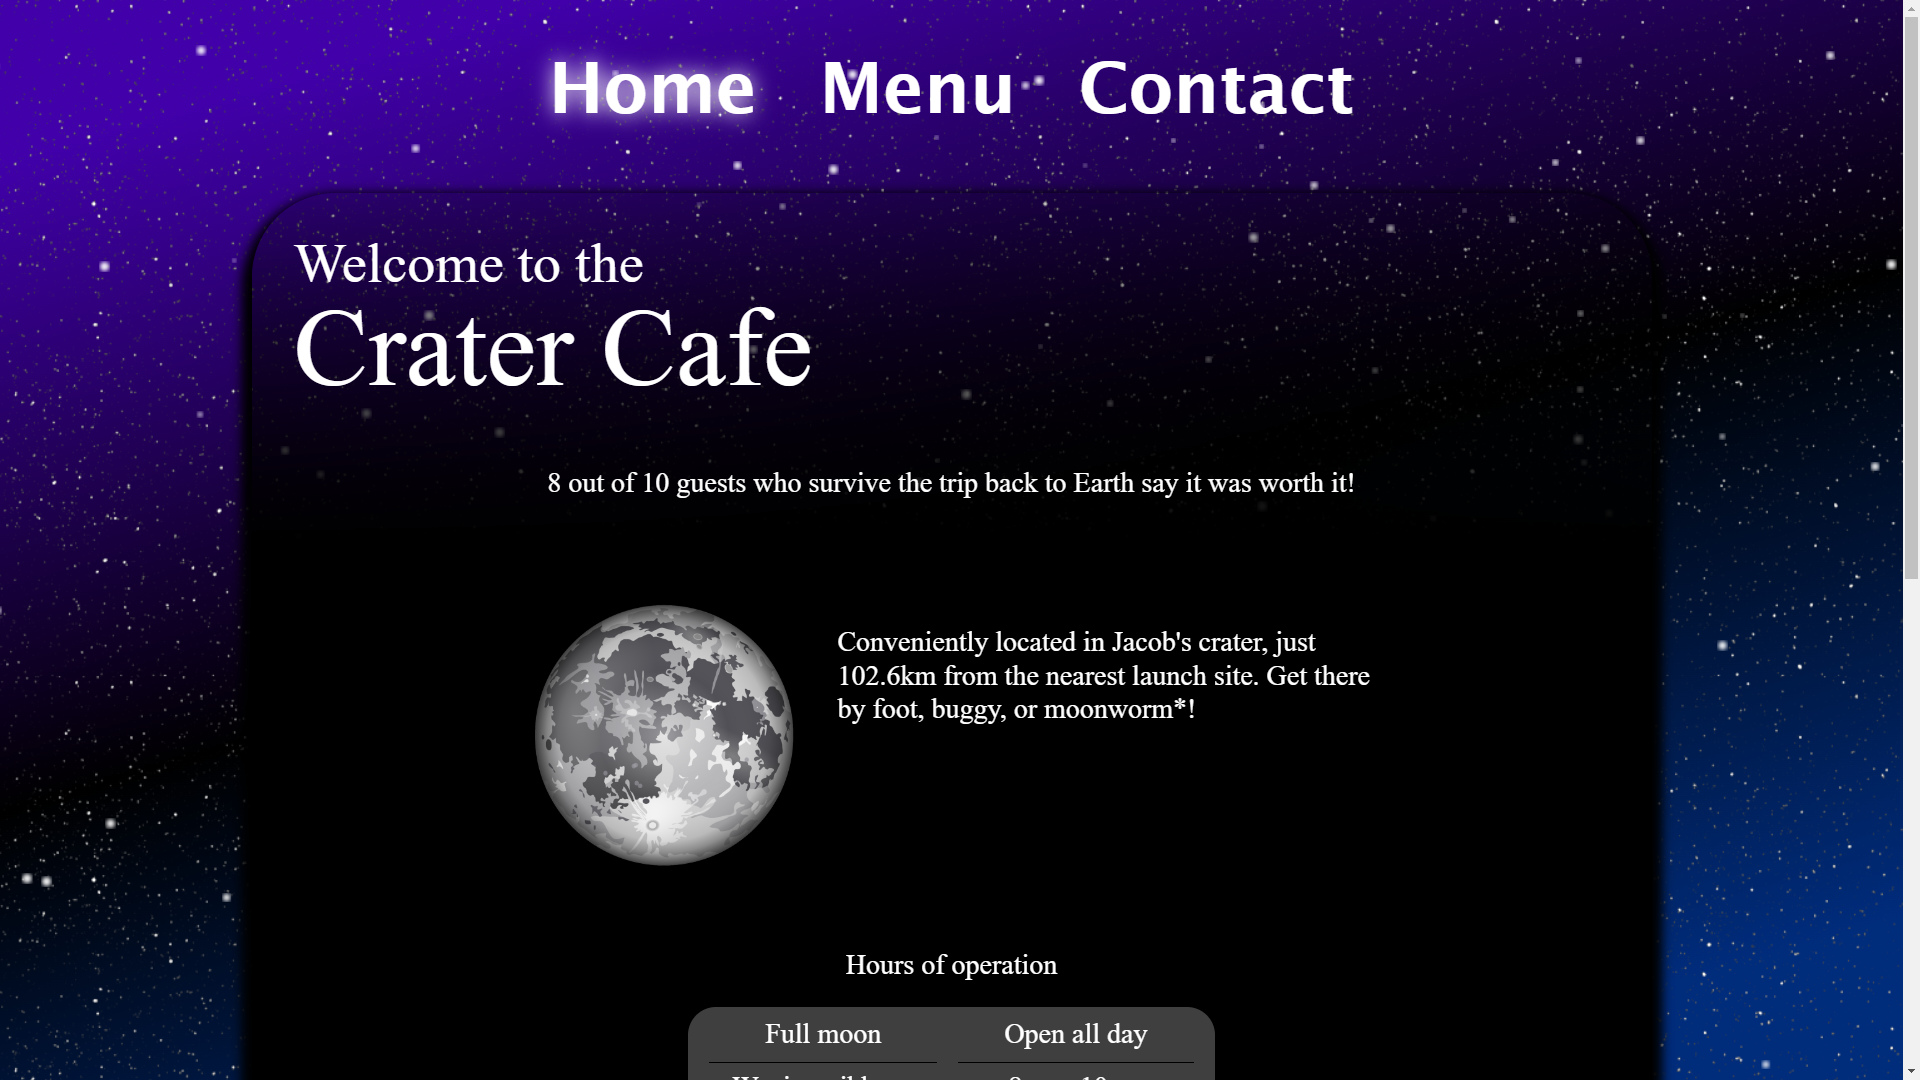 Home Menu Contact
Welcome to the
Crater Cafe
8 out of 10 guests who survive the trip back to Earth say it was worth it!
Conveniently located in Jacob's crater, just
102.6km from the nearest launch site. Get there
by foot, buggy, or moonworm*!
Hours of operation
Full moon Open all day